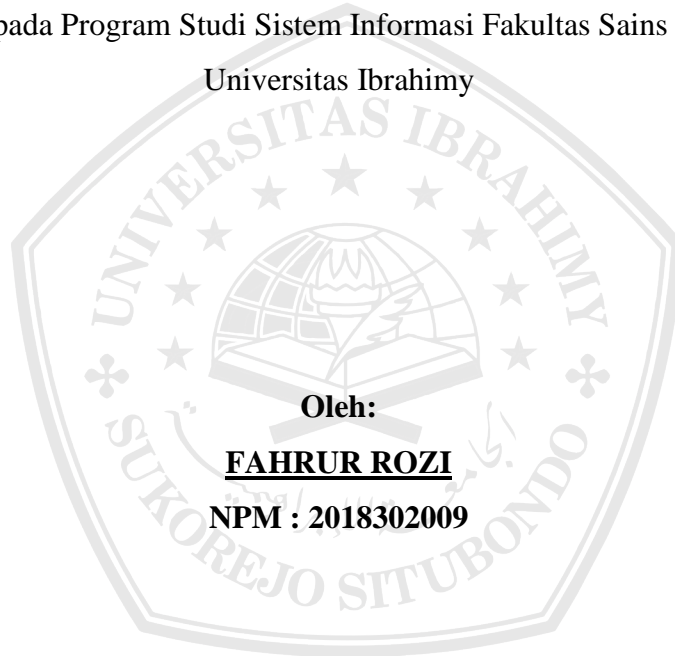 pada Program Studi Sistem Informasi Fakultas Sains
Universitas Ibrahimy
UNIVERSITAS IBRAHIMY
Oleh:
FAHRUR ROZI
NPM : 2018302009
SUKOREJO SITUBONDO